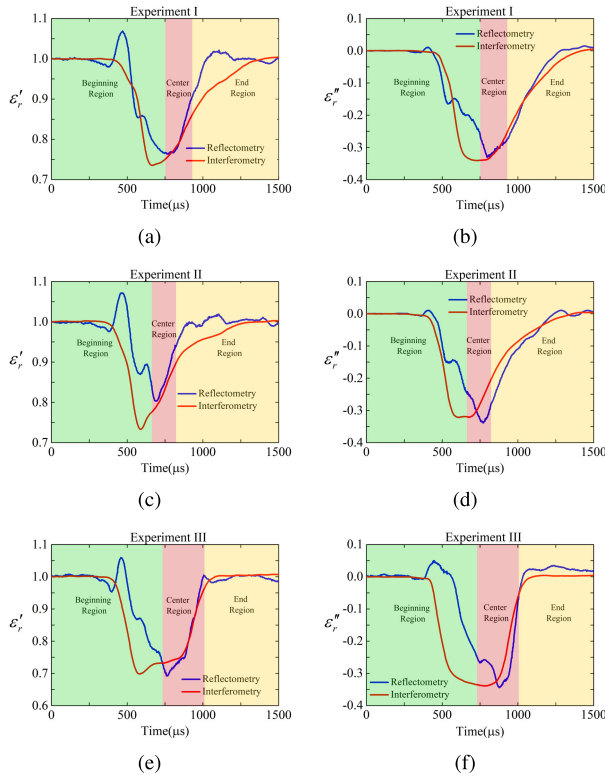 Experiment I
1.1
1.0
0.9
0.8
0.7
ε′r
Beginning
Region
Center
Region
End
Region
Reflectometry
Interferometry
0 500 1000 1500
Time(μs)
(a)
Experiment I
0.1
0.0
-0.1
-0.2
-0.3
-0.4
ε″r
Reflectometry
Interferometry
Beginning
Region
Center
Region
End
Region
0 500 1000 1500
Time(μs)
(b)
Experiment II
1.1
1.0
0.9
0.8
0.7
ε′r
Beginning
Region
Center
Region
End
Region
Reflectometry
Interferometry
0 500 1000 1500
Time(μs)
(c)
Experiment II
0.1
0.0
-0.1
-0.2
-0.3
-0.4
ε″r
Reflectometry
Interferometry
Beginning
Region
Center
Region
End
Region
0 500 1000 1500
Time(μs)
(d)
Experiment III
1.1
1.0
0.9
0.8
0.7
0.6
ε′r
Beginning
Region
Center
Region
End
Region
Reflectometry
Interferometry
0 500 1000 1500
Time(μs)
(e)
Experiment III
0.1
-0.1
-0.1
-0.2
-0.3
-0.4
ε″r
Beginning
Region
Center
Region
End
Region
Reflectometry
Interferometry
0 500 1000 1500
Time(μs)
(f)